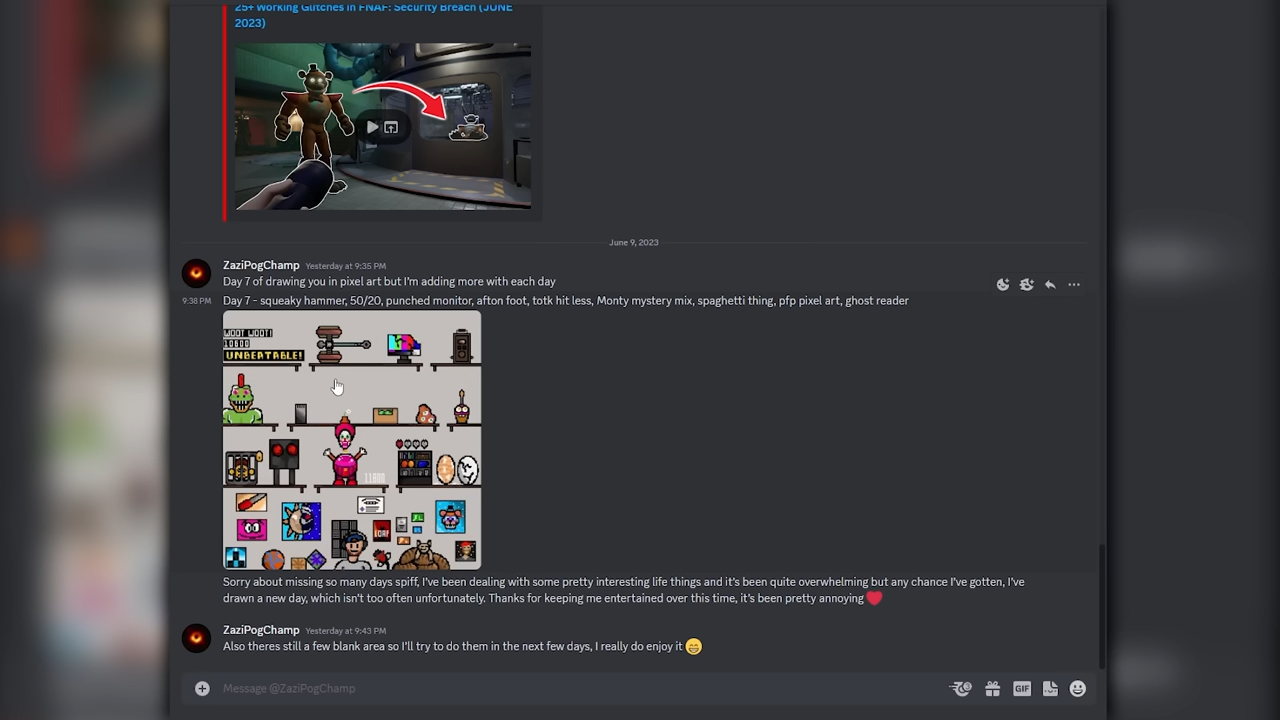 25+ Working Glitches in FNAF: Security Breach (JUNE
2023)
June 9, 2023
ZaziPogChamp Yesterday at 9:35 PM
Day 7 of drawing you in pixel art but I'm adding more with each day
9:38 PM Day 7 - squeaky hammer, 50/20, punched monitor, afton foot, totk hit less, Monty mystery mix, spaghetti thing, pfp pixel art, ghost reader
WOOT WOOT!
10600
UNBEATABLE!
11600
Sorry about missing so many days spiff, I've been dealing with some pretty interesting life things and it's been quite overwhelming but any chance I've gotten, I've
drawn a new day, which isn't too often unfortunately. Thanks for keeping me entertained over this time, it's been pretty annoying
ZaziPogChamp Yesterday at 9:43 PM
Also theres still a few blank area so I'll try to do them in the next few days, I really do enjoy it
Message @ZaziPogChamp
GIF